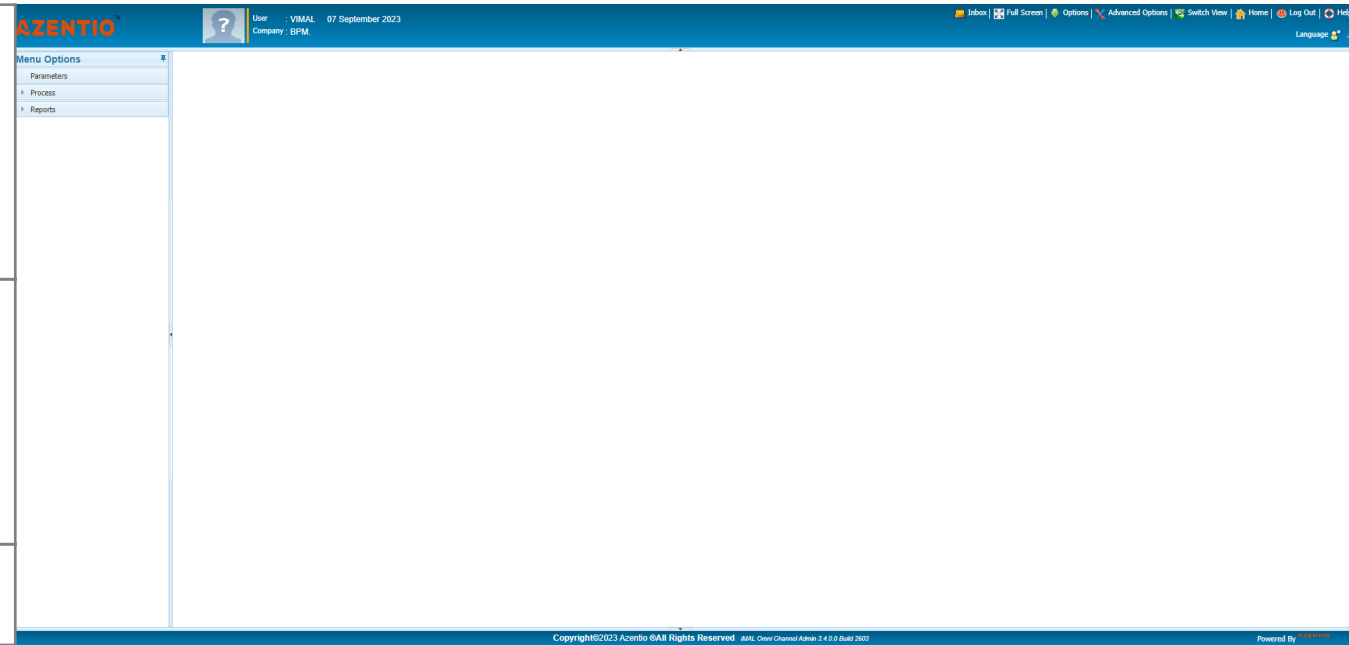 AZENTIO
User : VIMAL 07 September 2023
Company : BPM.
Inbox | Full Screen | Options | Advanced Options | Switch View | Home | Log Out | Hel
Language
Menu Options
Parameters
Process
Reports
Copyright©2023 Azentio ©All Rights Reserved iMAL Omni Channel Admin 3.4.0.0 Build 2603
Powered By AZENTIO